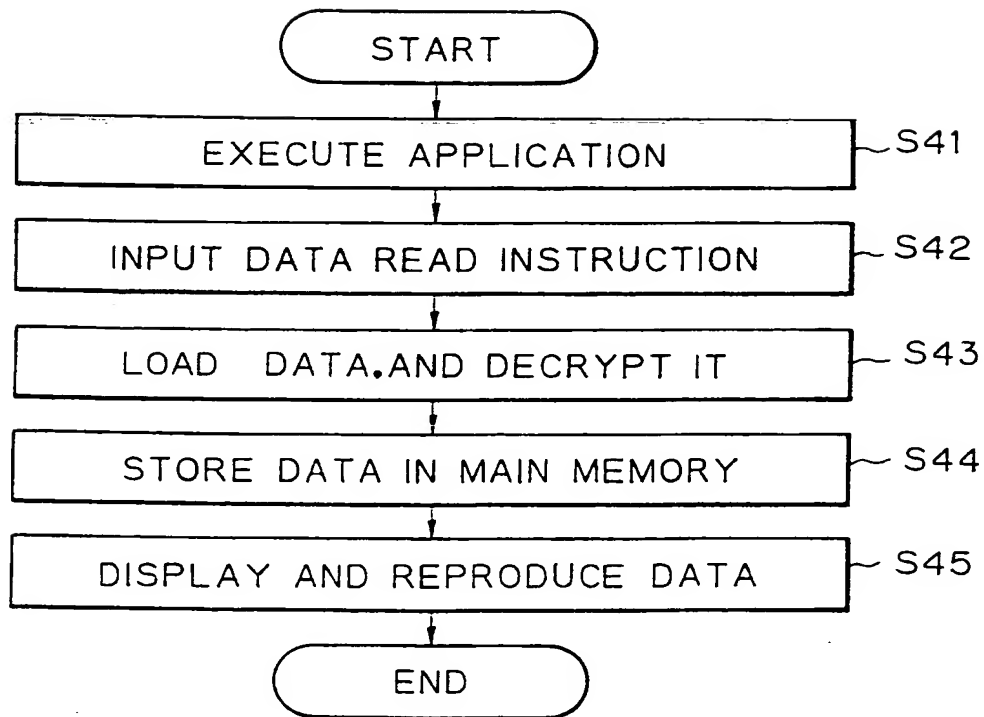 START
EXECUTE APPLICATION S41
INPUT DATA READ INSTRUCTION S42
LOAD DATA.AND DECRYPT IT S43
STORE DATA IN MAIN MEMORY S44
DISPLAY AND REPRODUCE DATA S45
END